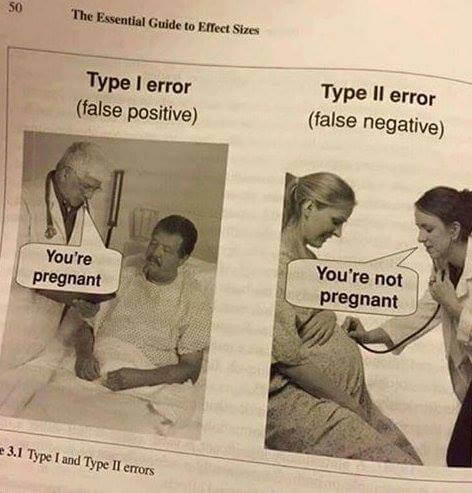 50
The Essential Guide to Effect Sizes
Type I error
(false positive)
Type II error
(false negative)
You're
pregnant
You're not
pregnant
3.1 Type I and Type II errors